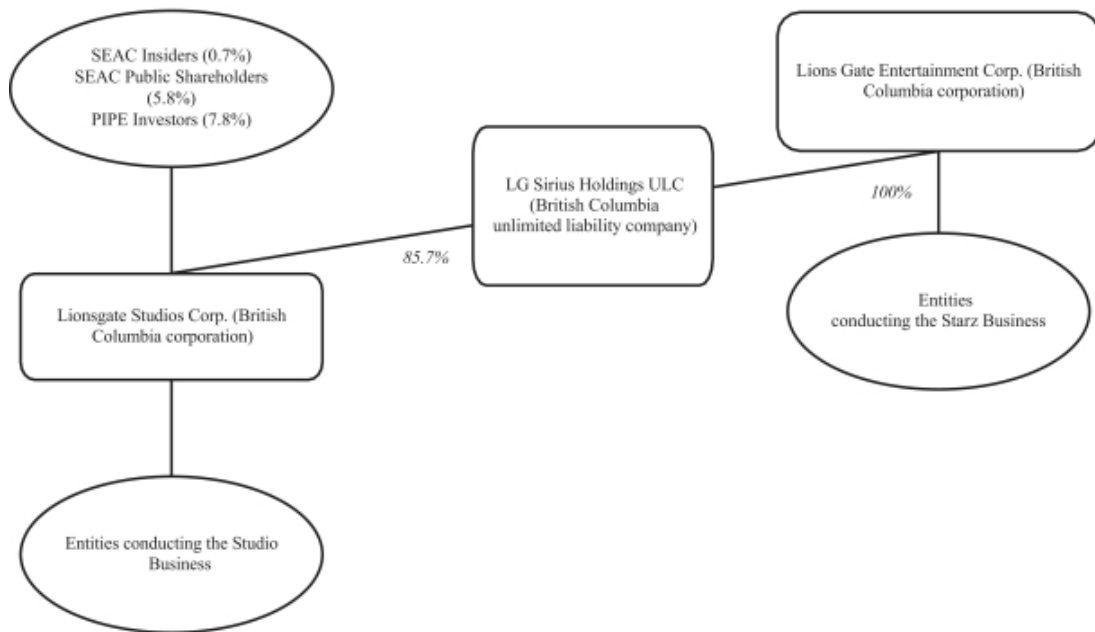 SEAC Insiders (0.7%)
SEAC Public Shareholders
(5.8%)
PIPE Investors (7.8%)
Lions Gate Entertainment Corp. (British
Columbia corporation)
LG Sirius Holdings ULC
(British Columbia
unlimited liability company)
100%
85.7%
Lionsgate Studios Corp. (British
Columbia corporation)
Entities
conducting the Starz Business
Entities conducting the Studio
Business